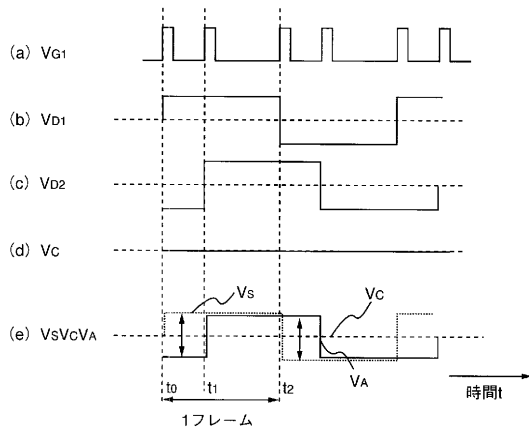 (a) VG1
(b) VD1
(c) VD2
(d) VC
VS
VC
(e) VSVCVA
VA
t0 t1 t2
時間t
1フレーム